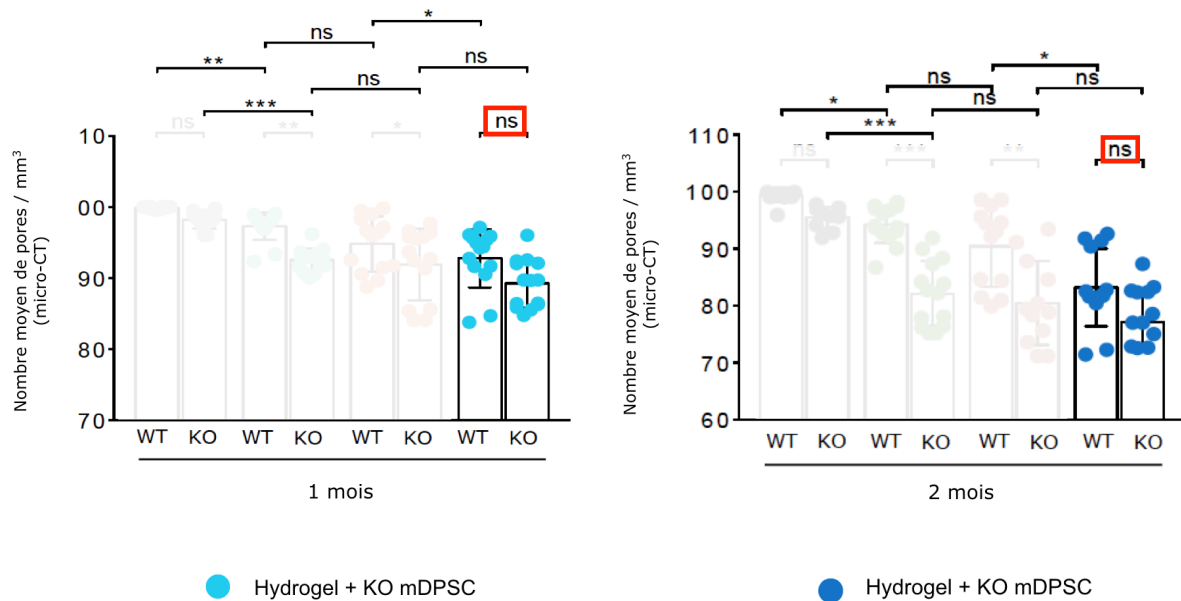 *
ns
ns
**
ns
***
ns
ns
**
*
10
00
90
80
70
Nombre moyen de pores / mm³
(micro-CT)
WT KO WT KO WT KO WT KO
1 mois
Hydrogel + KO mDPSC
*
ns
ns
*
ns
***
ns
ns
***
**
110
100
90
80
70
60
Nombre moyen de pores / mm³
(micro-CT)
WT KO WT KO WT KO WT KO
2 mois
Hydrogel + KO mDPSC